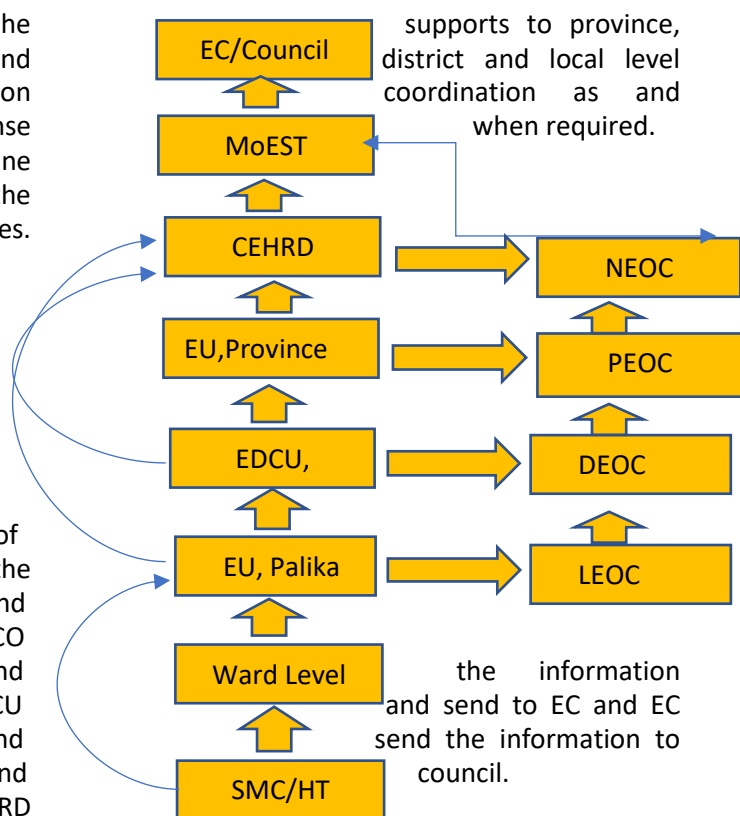 the
nd
on
nse
ne
the
es.
supports to province,
district and local level
coordination as and
when required.
EC/Council
MoEST
CEHRD
NEOC
EU,Province
PEOC
EDCU,
DEOC
EU, Palika
LEOC
Ward Level
SMC/HT
of
the
nd
CO
nd
CU
nd
nd
RD
the information
and send to EC and EC
send the information to
council.